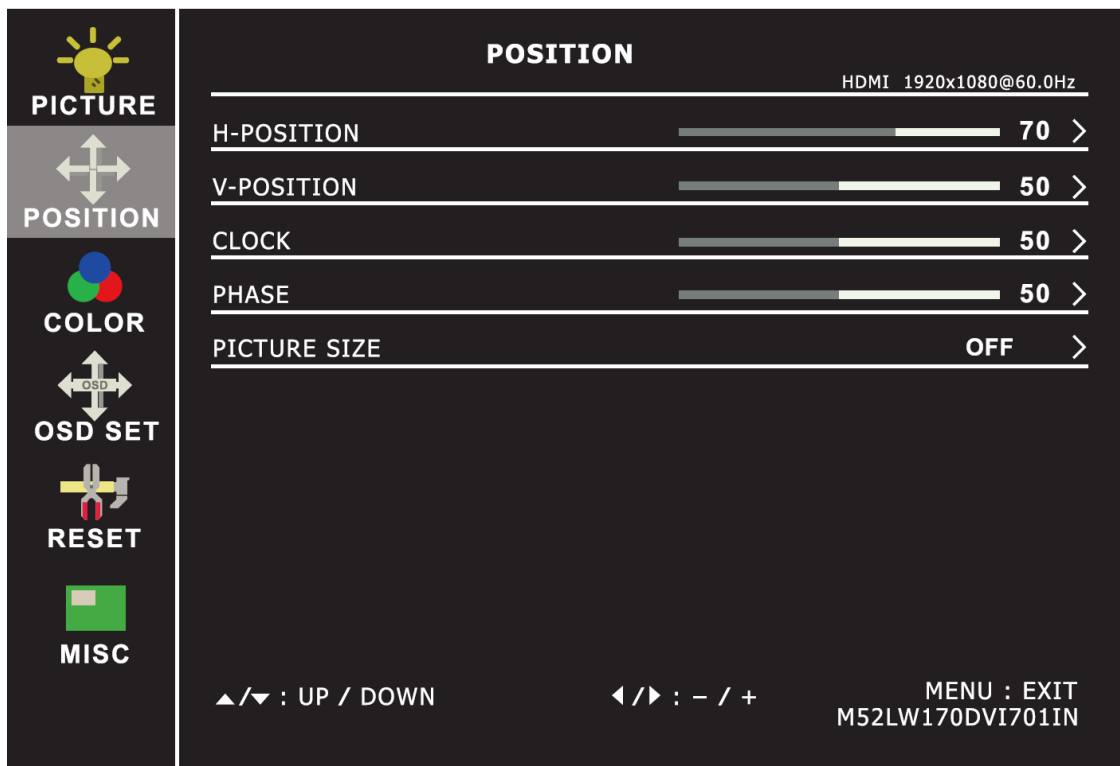 PICTURE
POSITION
COLOR
OSD
OSD SET
RESET
MISC
POSITION
HDMI 1920x1080@60.0Hz
H-POSITION 70 >
V-POSITION 50 >
CLOCK 50 >
PHASE 50 >
PICTURE SIZE OFF >
▲/▼ : UP / DOWN ◀/▶ : – / + MENU : EXIT
M52LW170DVI701IN